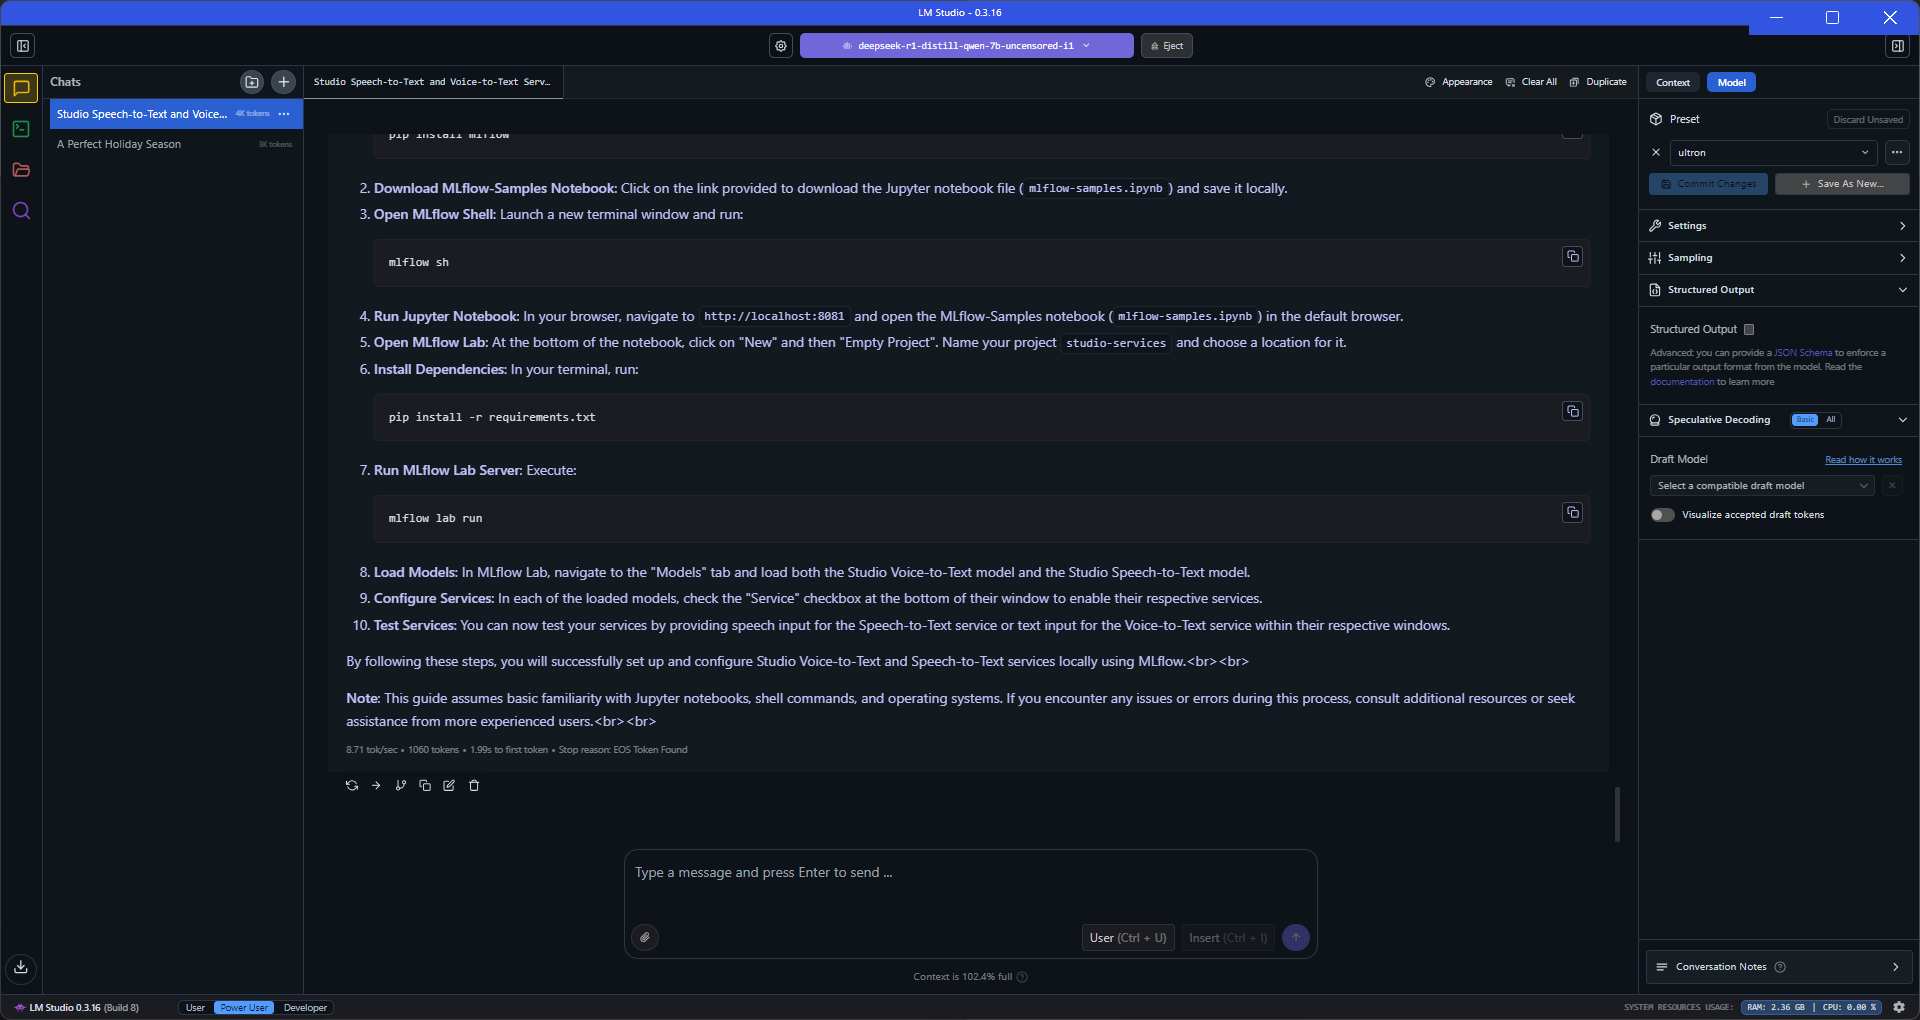 LM Studio - 0.3.16
deepseek-r1-distill-qwen-7b-uncensored-i1
Eject
Chats
Studio Speech-to-Text and Voice... 4K tokens ...
A Perfect Holiday Season 3K tokens
Studio Speech-to-Text and Voice-to-Text Serv...
Appearance Clear All Duplicate
pip install mlflow
2. Download MLflow-Samples Notebook: Click on the link provided to download the Jupyter notebook file ( mlflow-samples.ipynb ) and save it locally.
3. Open MLflow Shell: Launch a new terminal window and run:
mlflow sh
4. Run Jupyter Notebook: In your browser, navigate to http://localhost:8081 and open the MLflow-Samples notebook ( mlflow-samples.ipynb ) in the default browser.
5. Open MLflow Lab: At the bottom of the notebook, click on "New" and then "Empty Project". Name your project studio-services and choose a location for it.
6. Install Dependencies: In your terminal, run:
pip install -r requirements.txt
7. Run MLflow Lab Server: Execute:
mlflow lab run
8. Load Models: In MLflow Lab, navigate to the "Models" tab and load both the Studio Voice-to-Text model and the Studio Speech-to-Text model.
9. Configure Services: In each of the loaded models, check the "Service" checkbox at the bottom of their window to enable their respective services.
10. Test Services: You can now test your services by providing speech input for the Speech-to-Text service or text input for the Voice-to-Text service within their respective windows.
By following these steps, you will successfully set up and configure Studio Voice-to-Text and Speech-to-Text services locally using MLflow.<br><br>
Note: This guide assumes basic familiarity with Jupyter notebooks, shell commands, and operating systems. If you encounter any issues or errors during this process, consult additional resources or seek
assistance from more experienced users.<br><br>
8.71 tok/sec • 1060 tokens • 1.99s to first token • Stop reason: EOS Token Found
Type a message and press Enter to send ...
User (Ctrl + U) Insert (Ctrl + I)
Context is 102.4% full
Context Model
Preset Discard Unsaved
ultron
Commit Changes + Save As New...
Settings
Sampling
Structured Output
Structured Output
Advanced: you can provide a JSON Schema to enforce a
particular output format from the model. Read the
documentation to learn more
Speculative Decoding Basic All
Draft Model Read how it works
Select a compatible draft model
Visualize accepted draft tokens
Conversation Notes
LM Studio 0.3.16 (Build 8) User Power User Developer
SYSTEM RESOURCES USAGE: RAM: 2.36 GB | CPU: 0.00 %